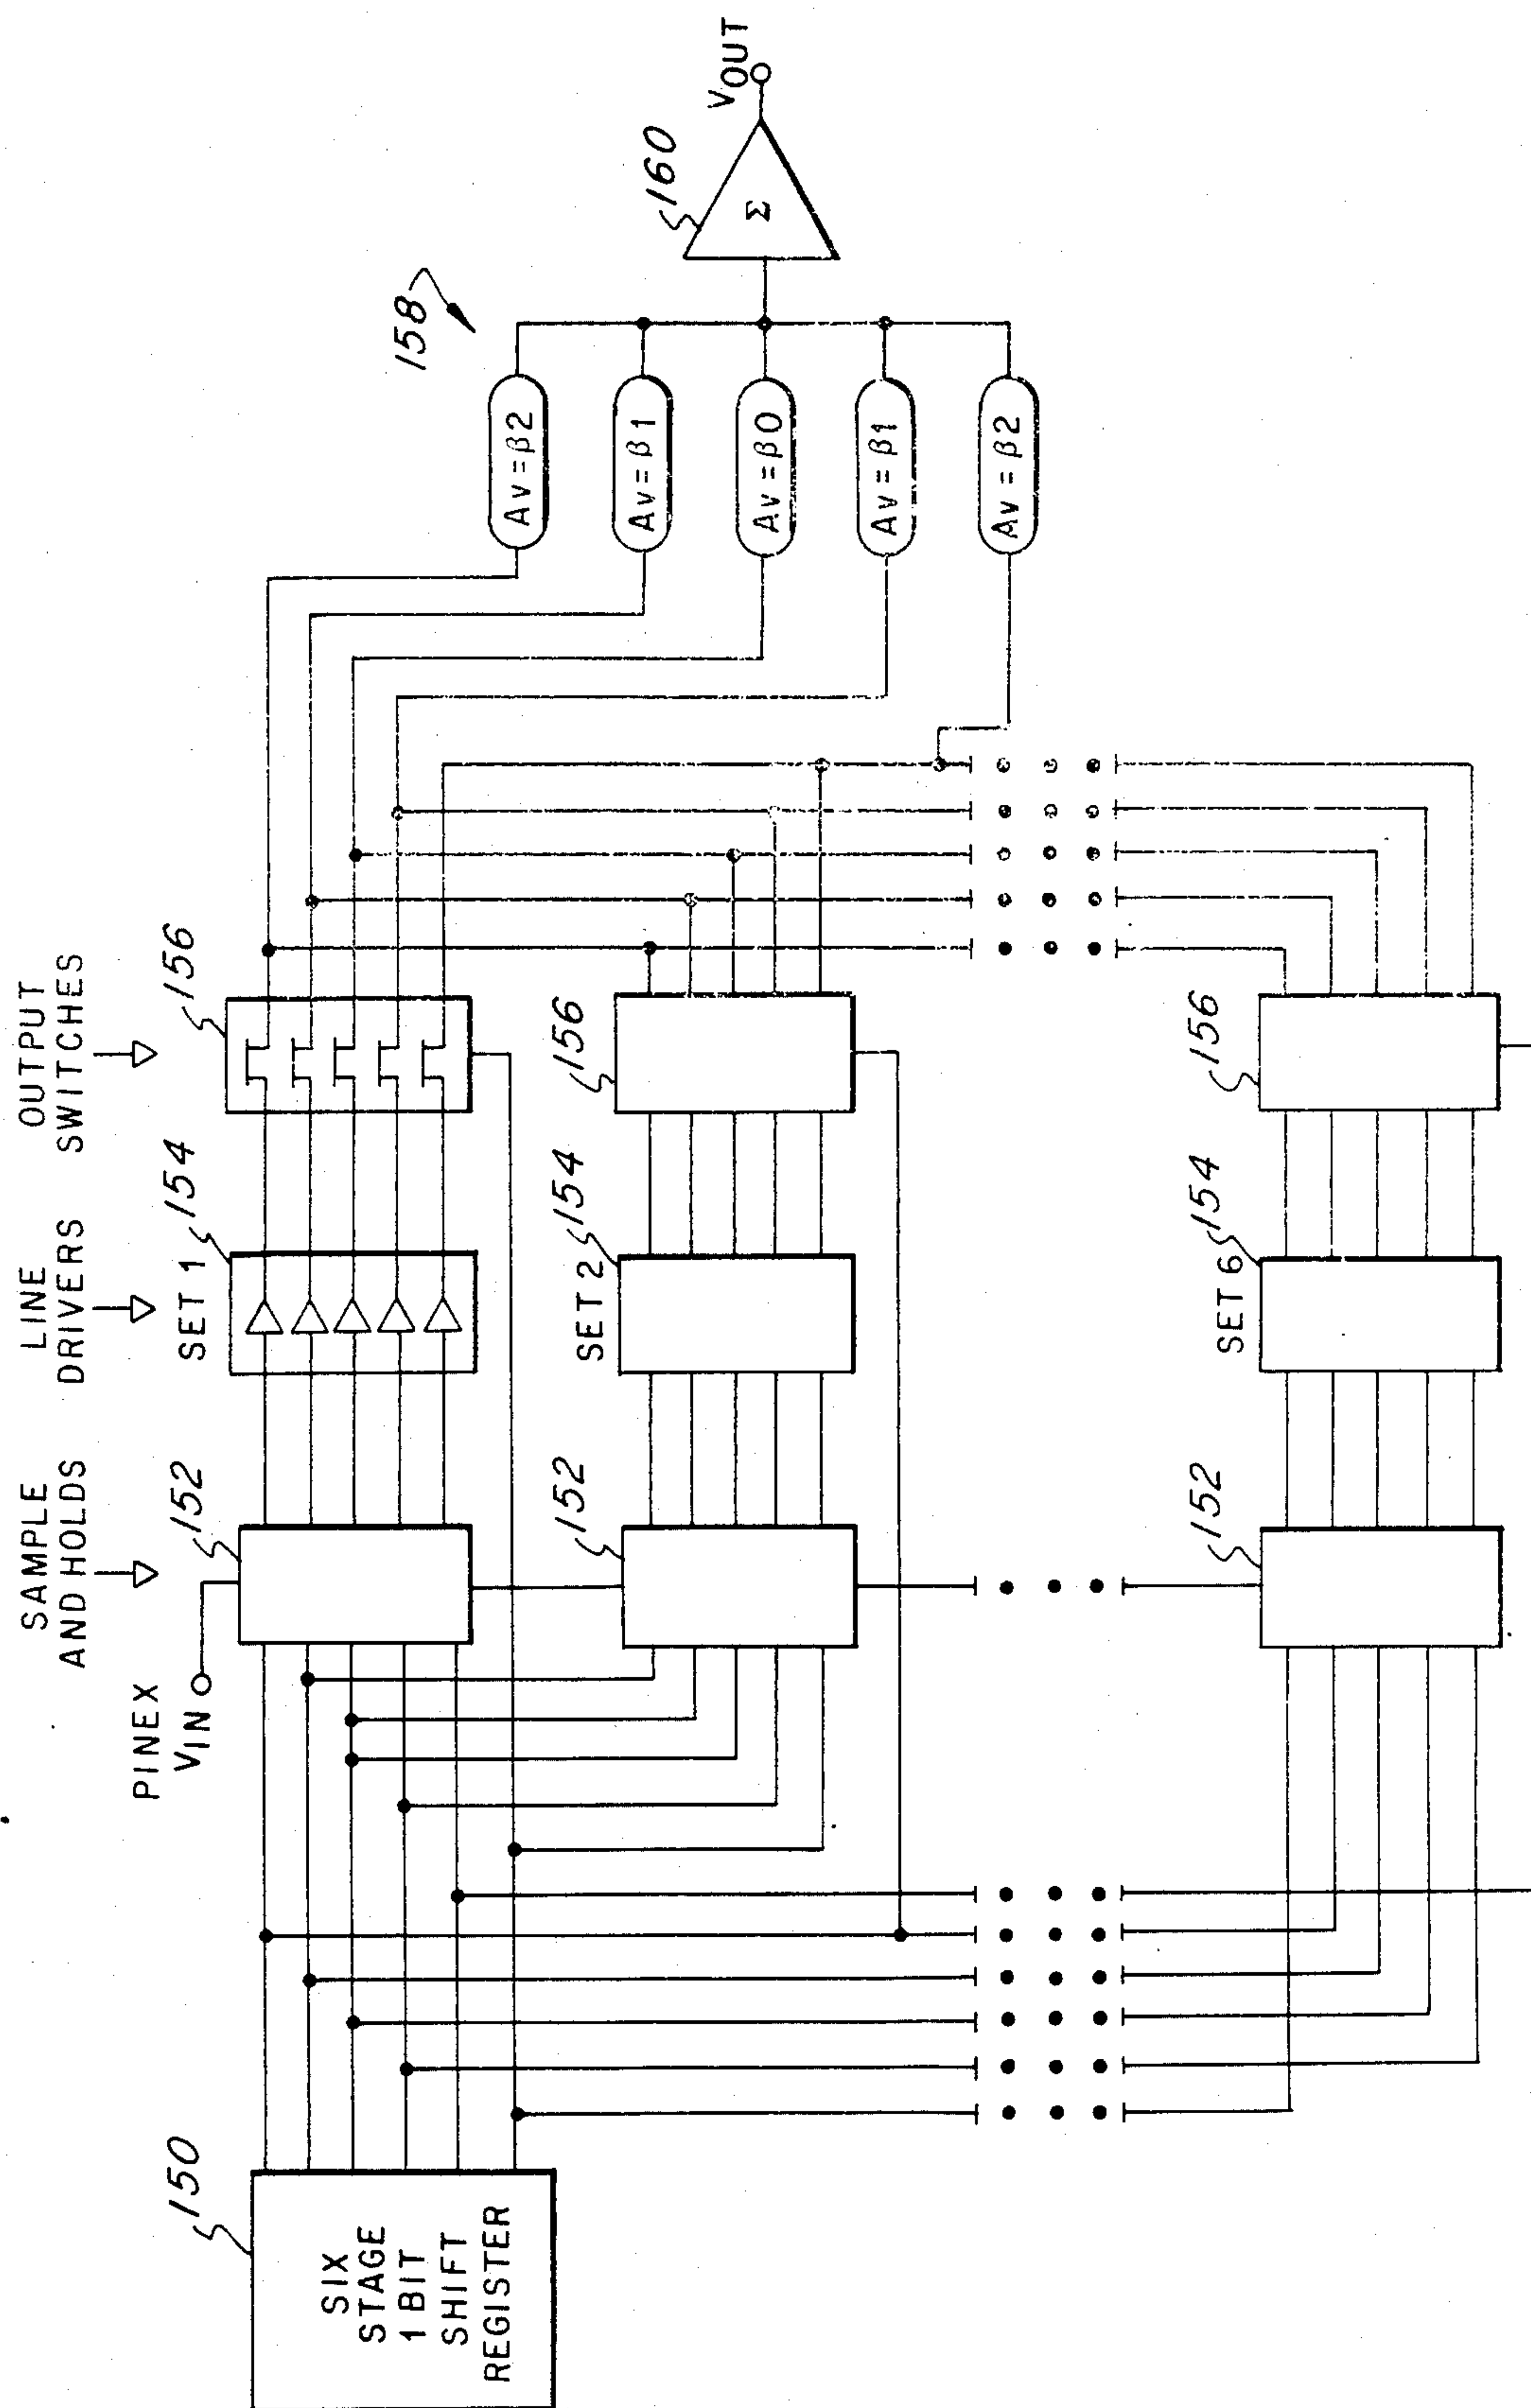 SAMPLE
AND HOLDS
LINE
DRIVERS
OUTPUT
SWITCHES
PINEX
VIN
152
SET 1
154
156
158
160
VOUT
Σ
150
SIX
STAGE
1 BIT
SHIFT
REGISTER
Av = β2
Av = β1
Av = β0
Av = β1
Av = β2
152
SET 2
154
156
152
SET 6
154
156